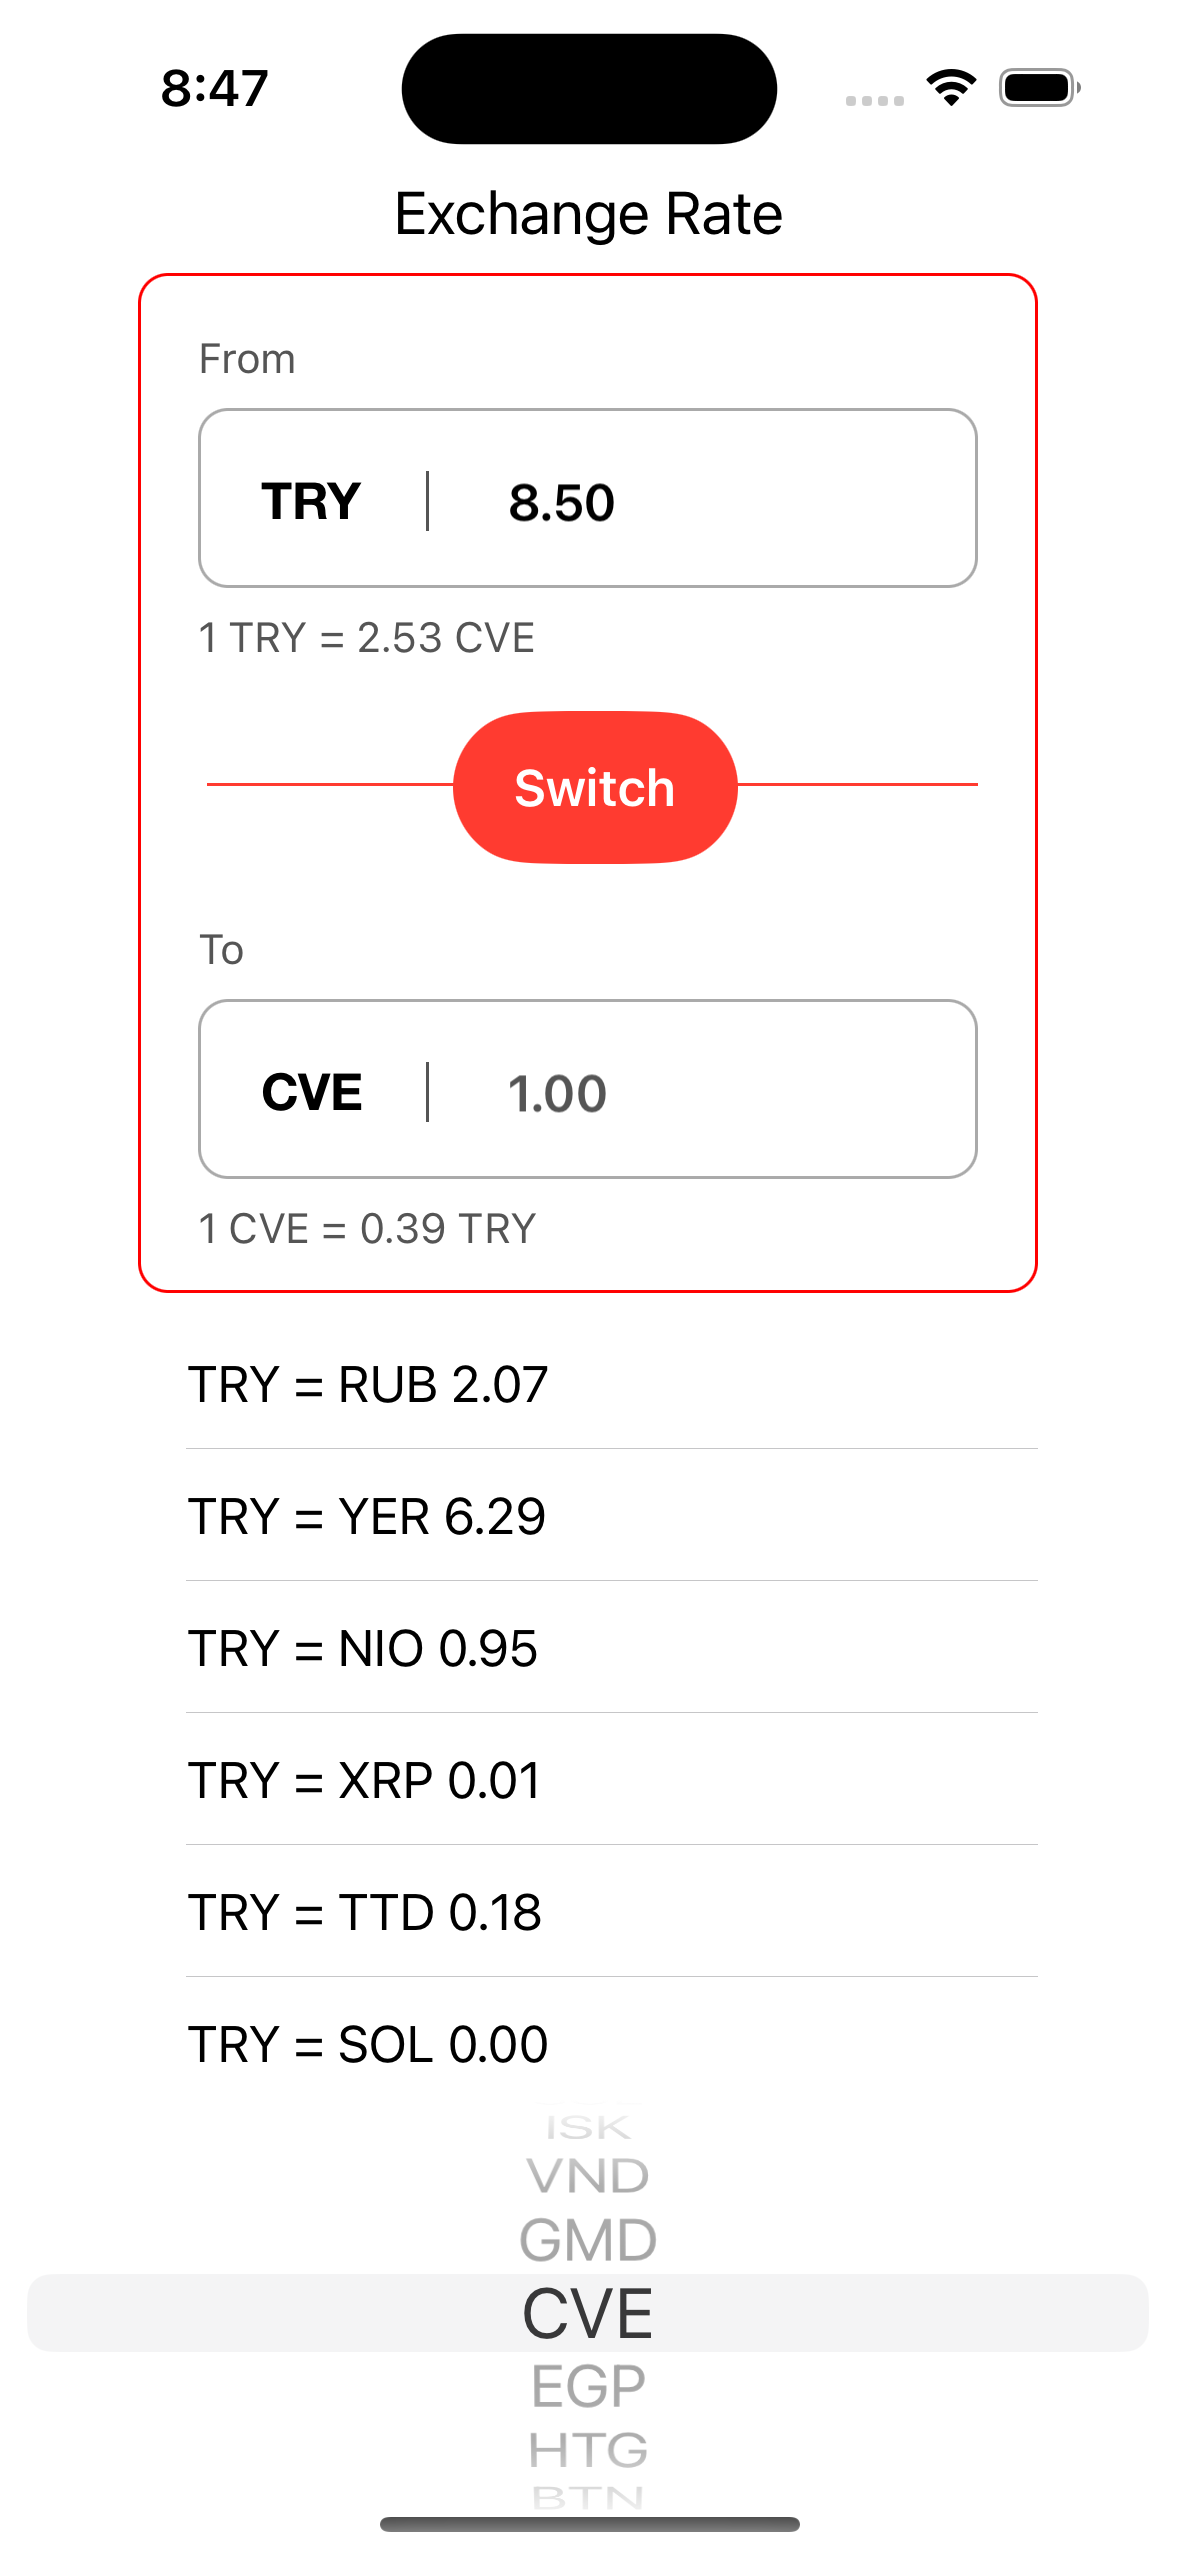 8:47
Exchange Rate
From
TRY 8.50
1 TRY = 2.53 CVE
Switch
To
CVE 1.00
1 CVE = 0.39 TRY
TRY = RUB 2.07
TRY = YER 6.29
TRY = NIO 0.95
TRY = XRP 0.01
TRY = TTD 0.18
TRY = SOL 0.00
ISK
VND
GMD
CVE
EGP
HTG
BTN